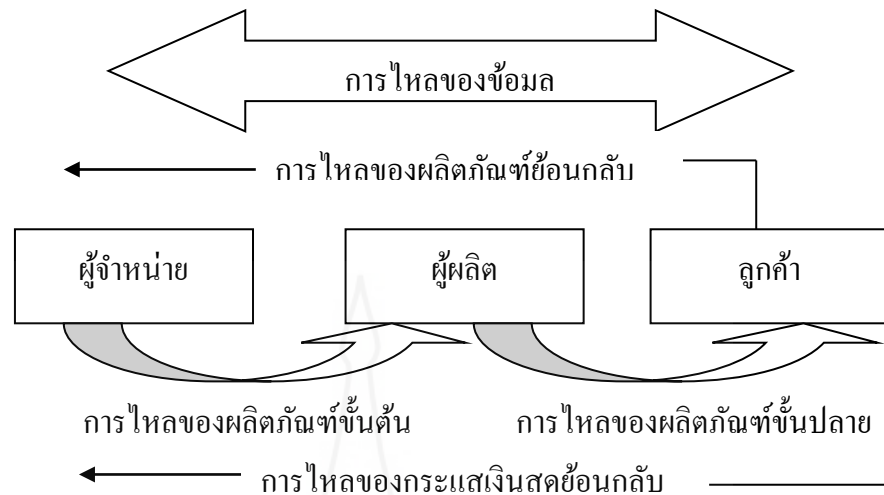 การไหลของข้อมล
การไหลของผลิตภัณฑ์ย้อนกลับ
ผู้จำหน่าย ผู้ผลิต ลูกค้า
การไหลของผลิตภัณฑ์ขั้นต้น การไหลของผลิตภัณฑ์ขั้นปลาย
การไหลของกระแสเงินสดย้อนกลับ